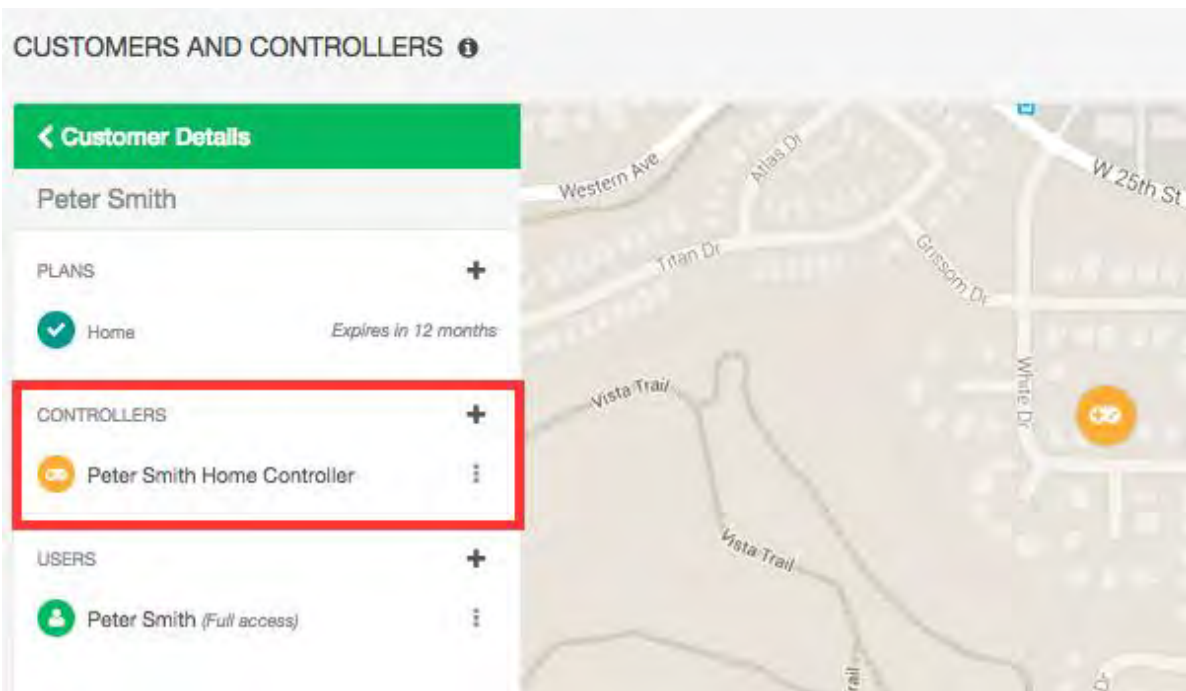 CUSTOMERS AND CONTROLLERS
Customer Details
Peter Smith
PLANS
Home
Expires in 12 months
CONTROLLERS
Peter Smith Home Controller
USERS
Peter Smith (Full access)
Western Ave
Atlas Dr
W 25th St
Titan Dr
Grissom Dr
Vista Trail
White Dr
Vista Trail
rail